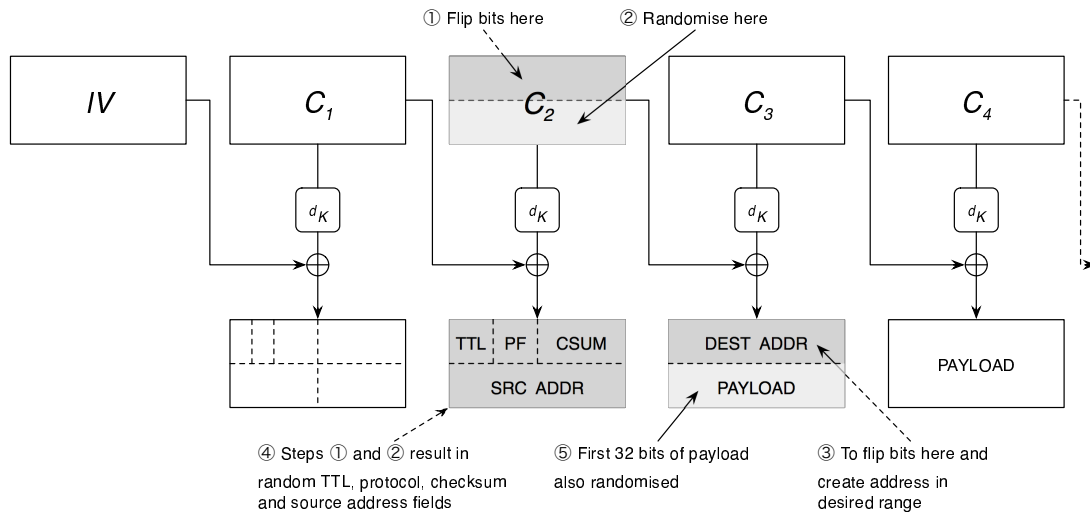 ① Flip bits here
② Randomise here
IV
C1
C2
C3
C4
dK
dK
dK
dK
TTL PF CSUM
SRC ADDR
DEST ADDR
PAYLOAD
PAYLOAD
④ Steps ① and ② result in
random TTL, protocol, checksum
and source address fields
⑤ First 32 bits of payload
also randomised
③ To flip bits here and
create address in
desired range